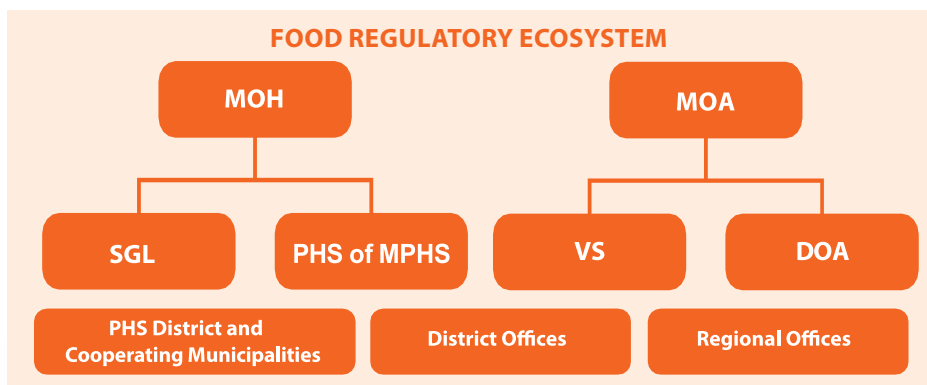 FOOD REGULATORY ECOSYSTEM
MOH
MOA
SGL
PHS of MPHS
VS
DOA
PHS District and
Cooperating Municipalities
District Offices
Regional Offices